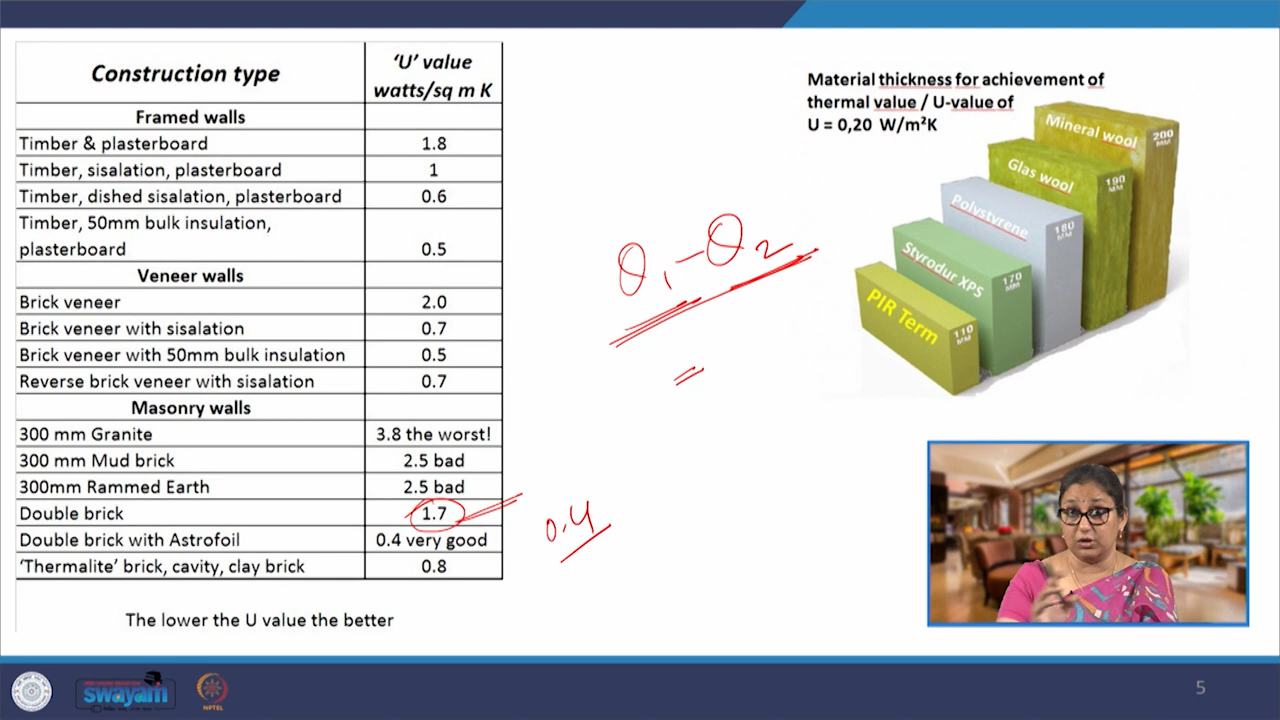 Construction type
'U' value
watts/sq m K
Framed walls
Timber & plasterboard 1.8
Timber, sisalation, plasterboard 1
Timber, dished sisalation, plasterboard 0.6
Timber, 50mm bulk insulation,
plasterboard 0.5
Veneer walls
Brick veneer 2.0
Brick veneer with sisalation 0.7
Brick veneer with 50mm bulk insulation 0.5
Reverse brick veneer with sisalation 0.7
Masonry walls
300 mm Granite 3.8 the worst!
300 mm Mud brick 2.5 bad
300mm Rammed Earth 2.5 bad
Double brick 1.7
Double brick with Astrofoil 0.4 very good
'Thermalite' brick, cavity, clay brick 0.8
The lower the U value the better
θ₁-θ₂
=
0.4
Material thickness for achievement of
thermal value / U-value of
U = 0,20 W/m²K
Mineral wool
200
MM
Glas wool
190
MM
Polystyrene
180
MM
Styrodur XPS
170
MM
PIR Term
110
MM
swayam
NPTEL
5